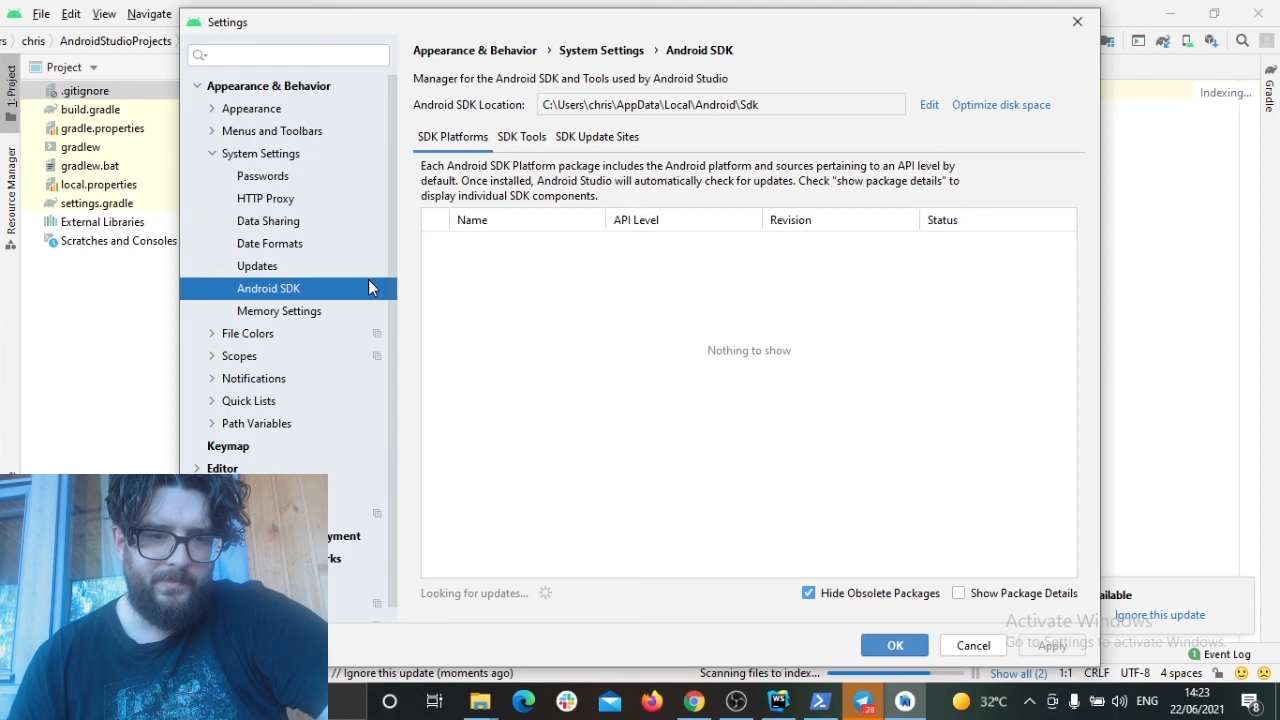 File Edit View Navigate
Settings
s chris AndroidStudioProjects
Project
.gitignore
build.gradle
gradle.properties
gradlew
gradlew.bat
local.properties
settings.gradle
External Libraries
Scratches and Consoles
1: Project
Resource Manager
Appearance & Behavior
Appearance
Menus and Toolbars
System Settings
Passwords
HTTP Proxy
Data Sharing
Date Formats
Updates
Android SDK
Memory Settings
File Colors
Scopes
Notifications
Quick Lists
Path Variables
Keymap
Editor
yment
rks
Appearance & Behavior › System Settings › Android SDK
Manager for the Android SDK and Tools used by Android Studio
Android SDK Location: C:\Users\chris\AppData\Local\Android\Sdk Edit Optimize disk space
SDK Platforms SDK Tools SDK Update Sites
Each Android SDK Platform package includes the Android platform and sources pertaining to an API level by
default. Once installed, Android Studio will automatically check for updates. Check "show package details" to
display individual SDK components.
Name API Level Revision Status
Nothing to show
Looking for updates... Hide Obsolete Packages Show Package Details
OK Cancel Apply
Indexing...
Gradle
ailable
Ignore this update
Activate Windows
Go to Settings to activate Windows.
Event Log
// Ignore this update (moments ago) Scanning files to index... Show all (2) 1:1 CRLF UTF-8 4 spaces
28
32°C ENG
14:23
22/06/2021
8